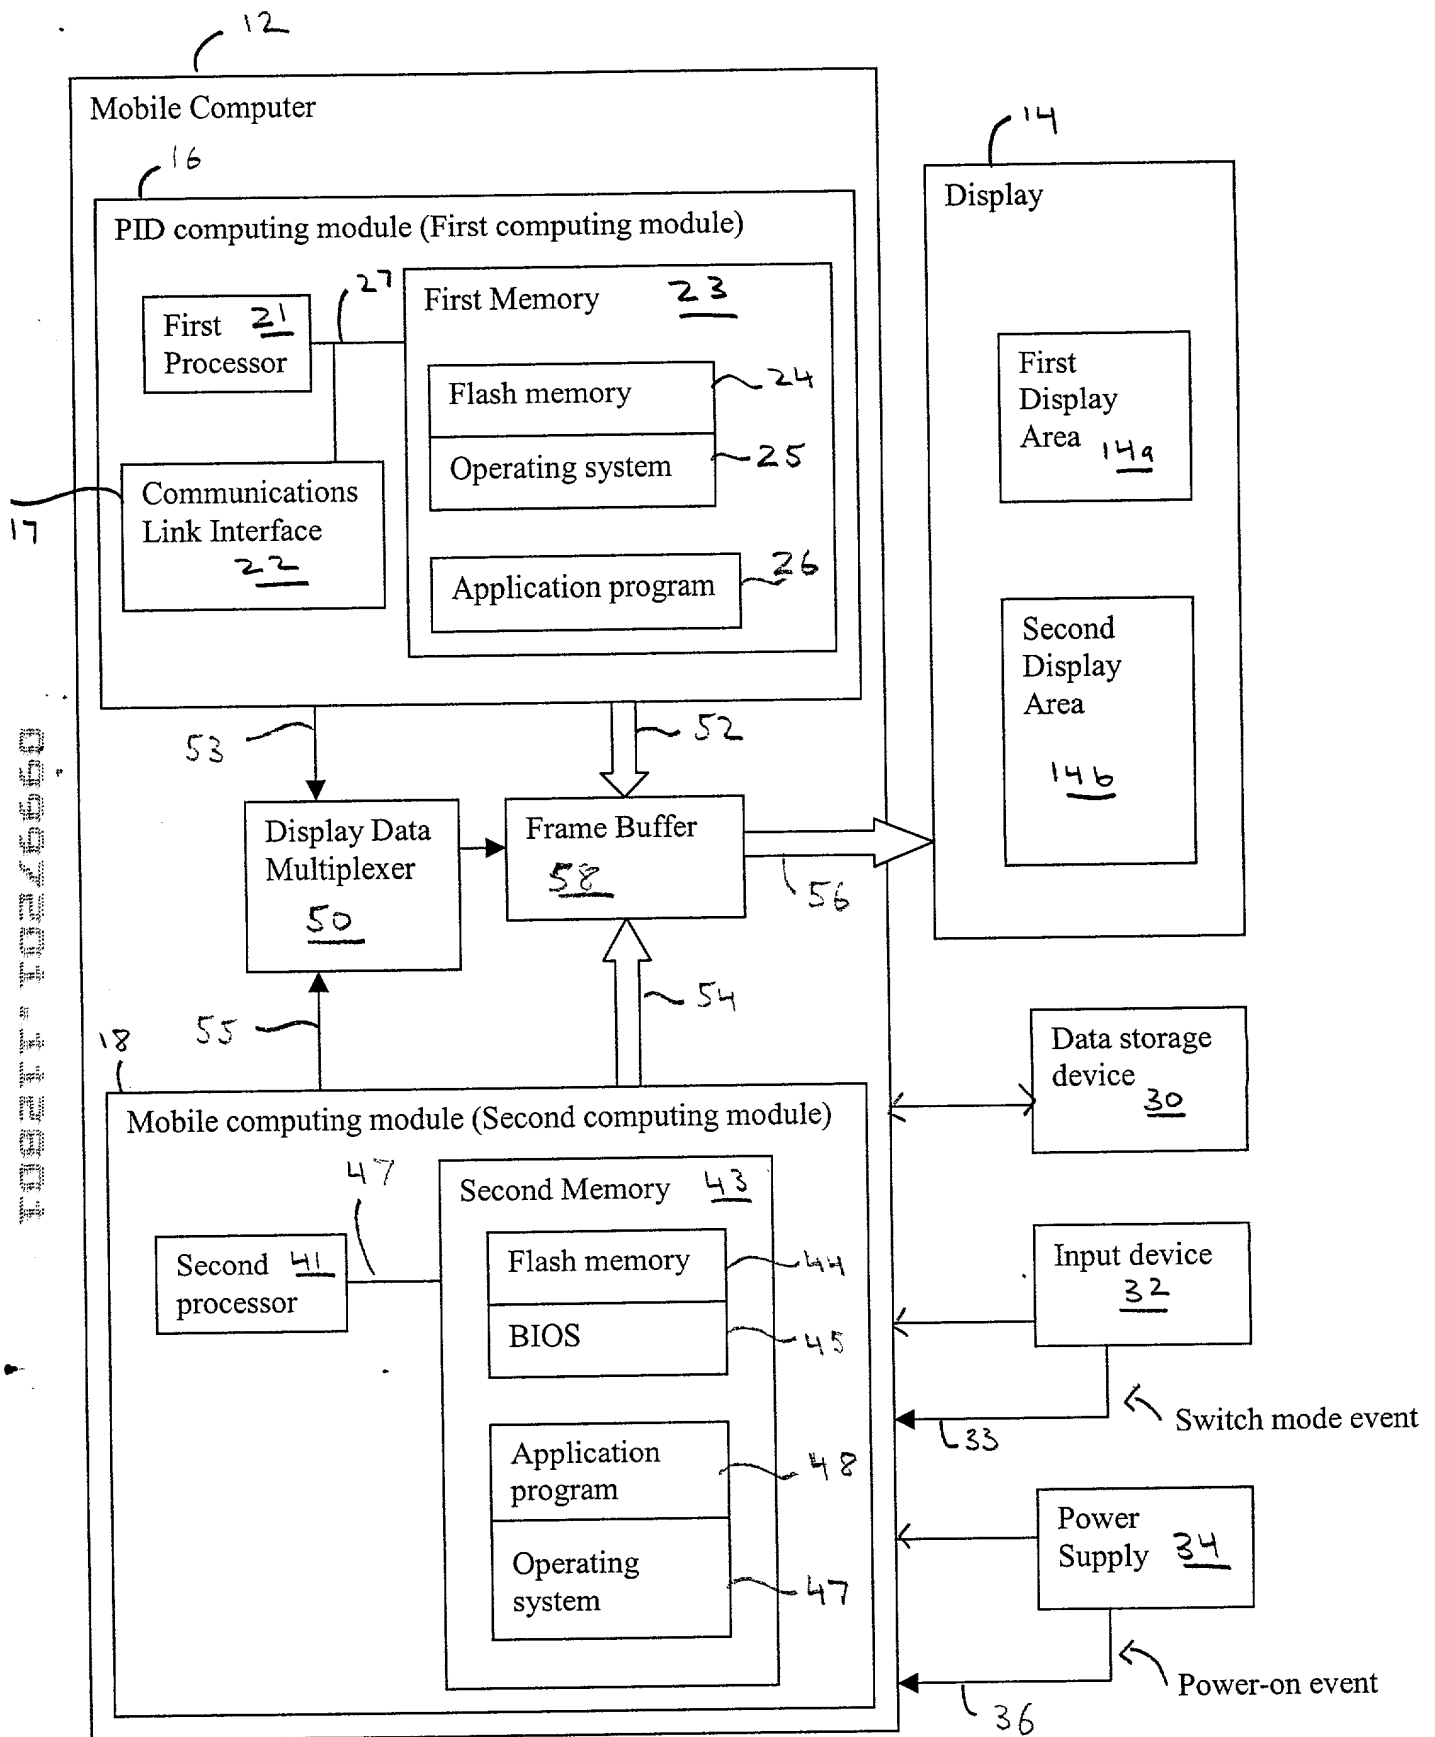 12
Mobile Computer
16
PID computing module (First computing module)
First 21
Processor
27
First Memory 23
Flash memory
24
Operating system
25
Application program
26
17
Communications
Link Interface
22
14
Display
First
Display
Area 14a
Second
Display
Area
14b
53
52
Display Data
Multiplexer
50
Frame Buffer
58
56
55
54
18
Mobile computing module (Second computing module)
47
Second 41
processor
Second Memory 43
Flash memory
44
BIOS
45
Application
program
48
Operating
system
47
Data storage
device 30
Input device
32
Switch mode event
33
Power
Supply 34
Power-on event
36